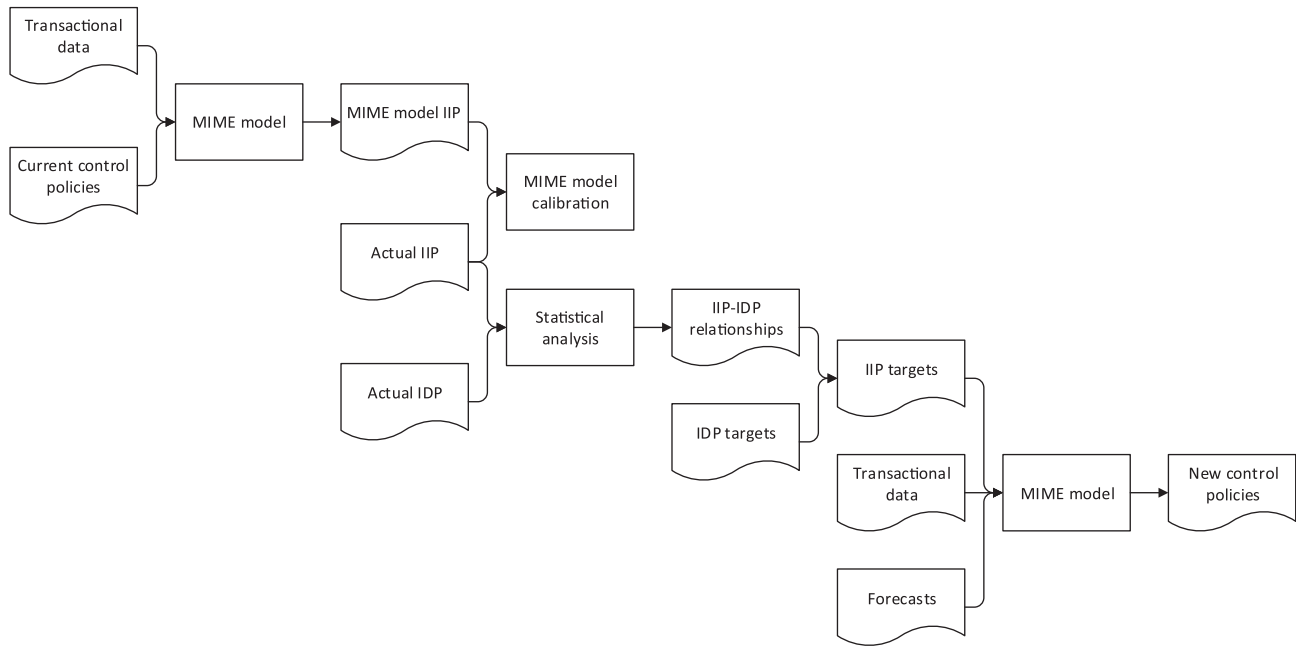 Transactional
data
MIME model
MIME model IIP
Current control
policies
MIME model
calibration
Actual IIP
Statistical
analysis
IIP-IDP
relationships
Actual IDP
IIP targets
IDP targets
Transactional
data
MIME model
New control
policies
Forecasts